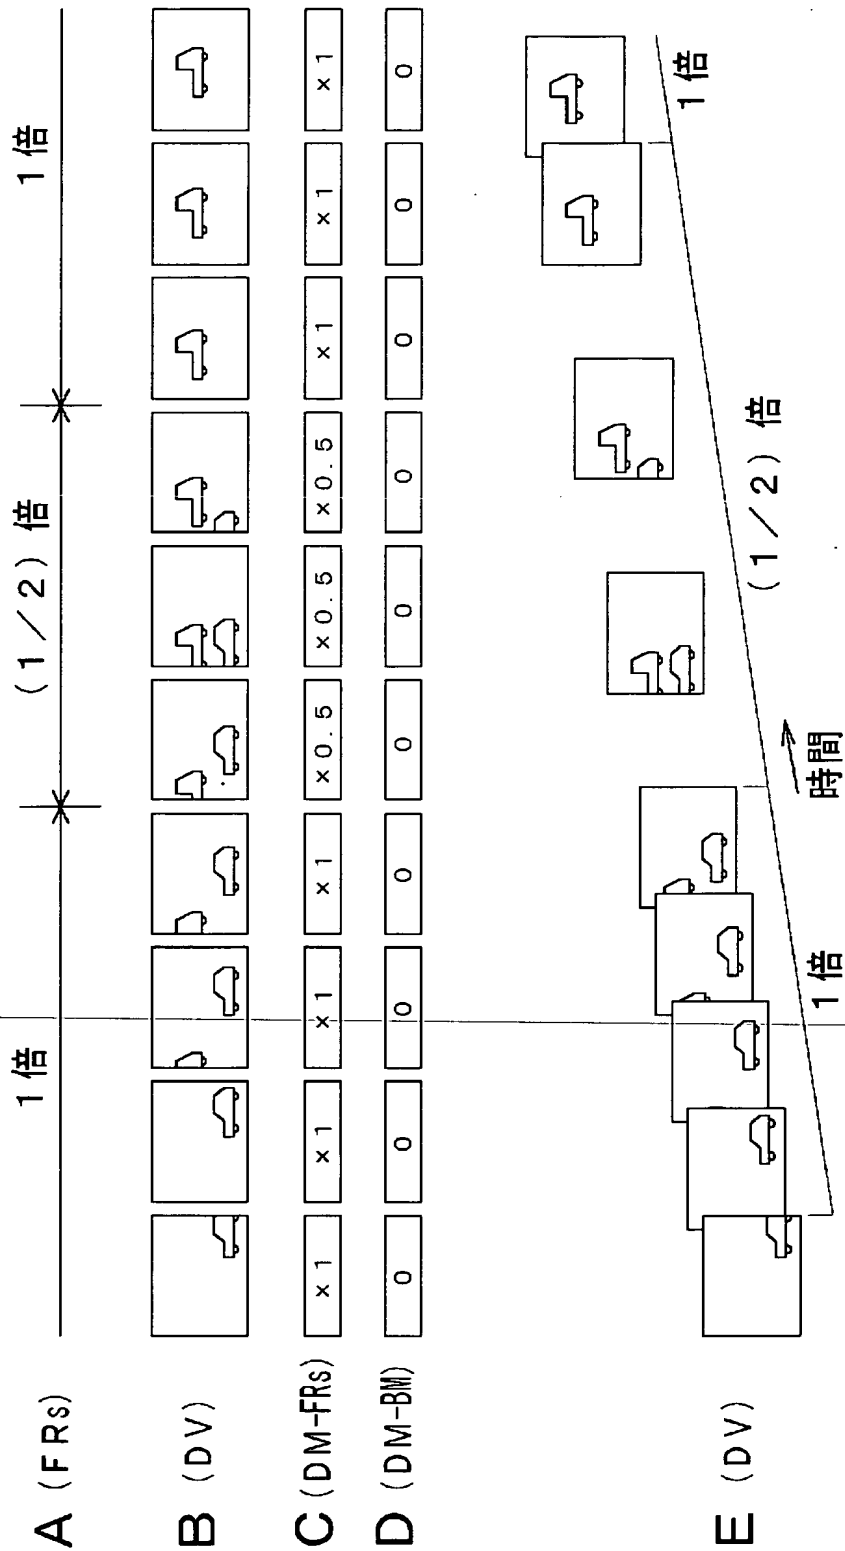 A (FRs) 1倍 (1/2)倍 1倍
B (DV)
C (DM-FRs) ×1 ×1 ×1 ×1 ×0.5 ×0.5 ×0.5 ×1 ×1 ×1
D (DM-BM) 0 0 0 0 0 0 0 0 0 0
E (DV)
1倍 (1/2)倍 1倍
時間